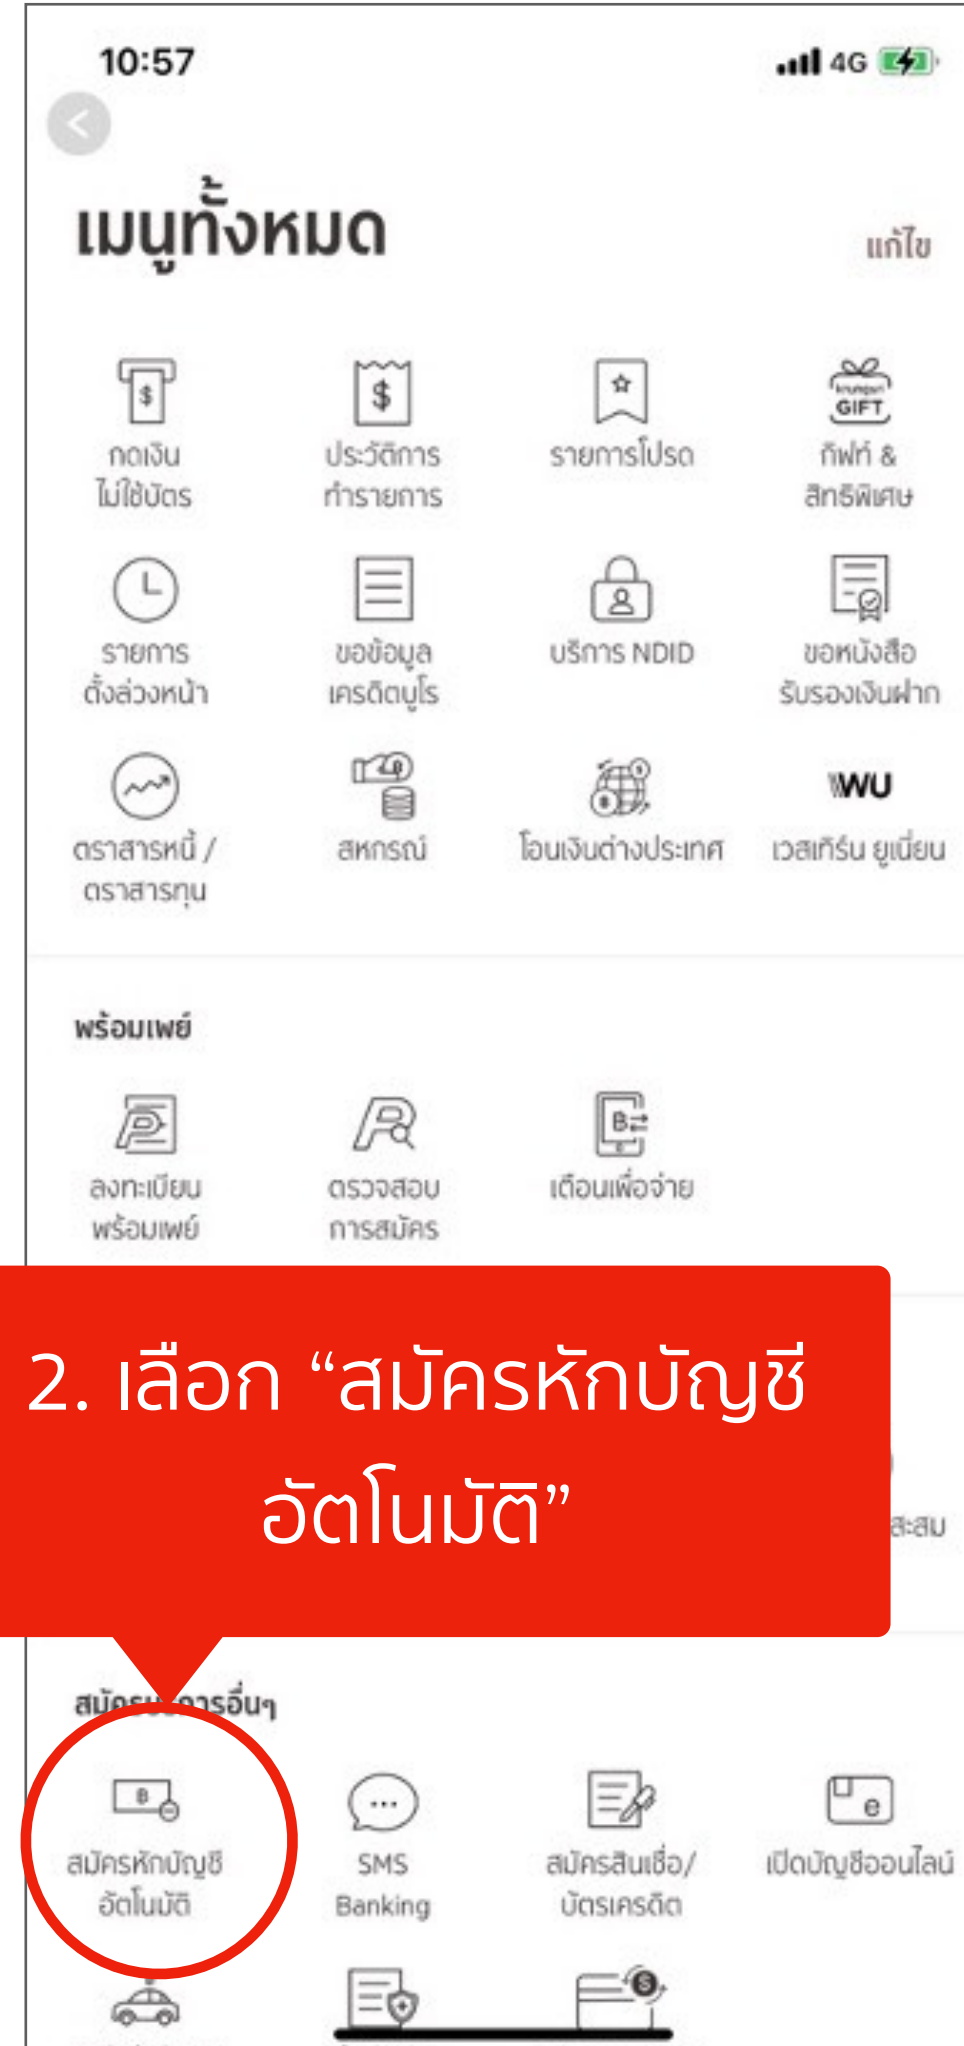 10:57
4G
เมนูทั้งหมด
แก้ไข
$
$
krungsri
GIFT
กดเงิน
ไม่ใช้บัตร
ประวัติการ
ทำรายการ
รายการโปรด
กิฟท์ &
สิทธิพิเศษ
รายการ
ตั้งล่วงหน้า
ขอข้อมูล
เครดิตบูโร
บริการ NDID
ขอหนังสือ
รับรองเงินฝาก
WU
ตราสารหนี้ /
ตราสารทุน
สหกรณ์
โอนเงินต่างประเทศ
เวสเทิร์น ยูเนี่ยน
พร้อมเพย์
ลงทะเบียน
พร้อมเพย์
ตรวจสอบ
การสมัคร
เตือนเพื่อจ่าย
2. เลือก “สมัครหักบัญชี
อัตโนมัติ”
สะสม
สมัครบริการอื่นๆ
สมัครหักบัญชี
อัตโนมัติ
SMS
Banking
สมัครสินเชื่อ/
บัตรเครดิต
เปิดบัญชีออนไลน์